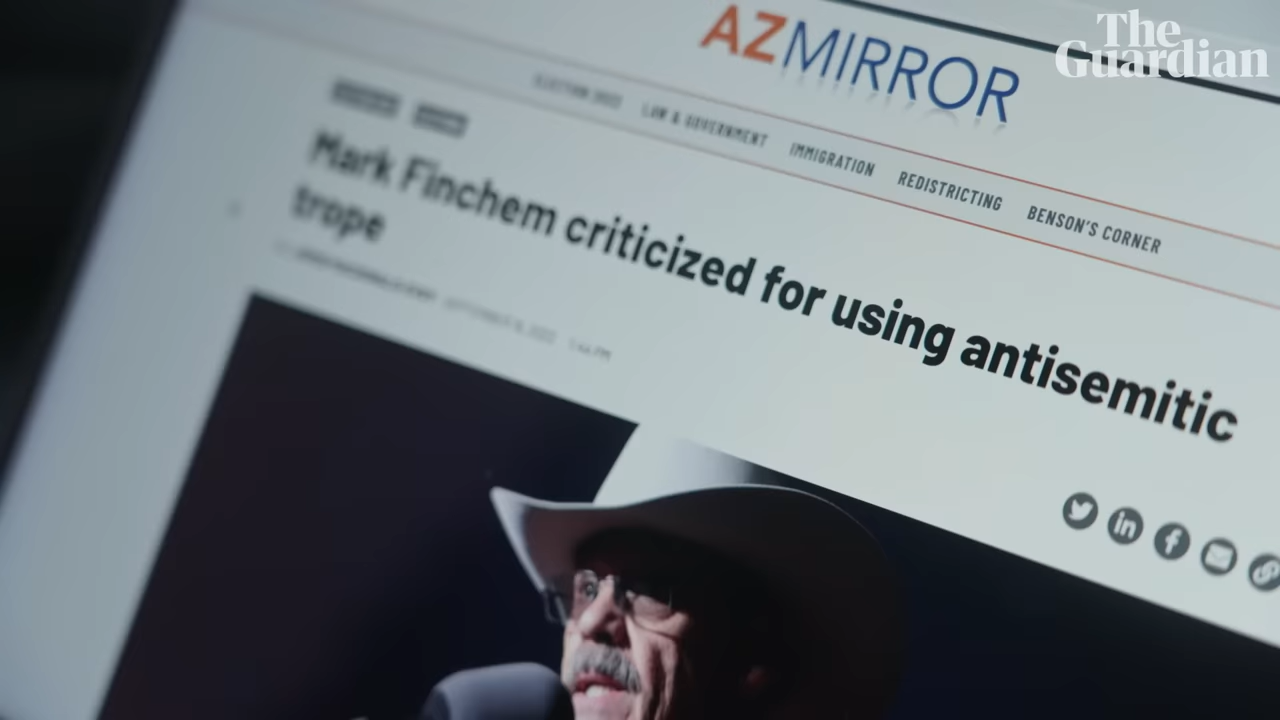 The
Guardian
AZMIRROR
ELECTION 2022 LAW & GOVERNMENT IMMIGRATION REDISTRICTING BENSON'S CORNER
Mark Finchem criticized for using antisemitic
trope